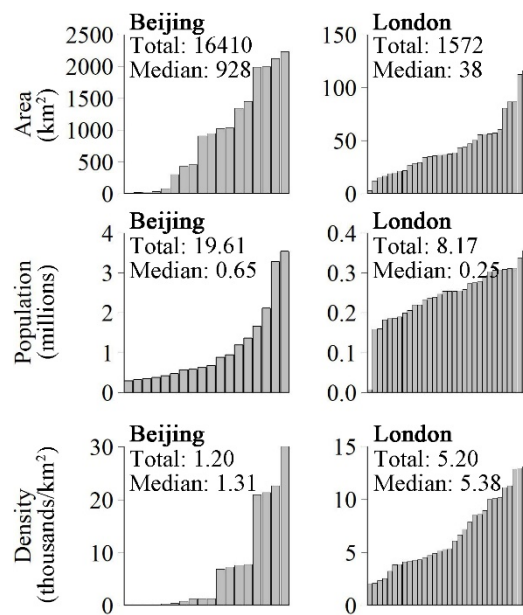 Beijing
Total: 16410
Median: 928
London
Total: 1572
Median: 38
Area
(km²)
2500
2000
1500
1000
500
0
150
100
50
0
Beijing
Total: 19.61
Median: 0.65
London
Total: 8.17
Median: 0.25
Population
(millions)
4
3
2
1
0
0.4
0.3
0.2
0.1
0.0
Beijing
Total: 1.20
Median: 1.31
London
Total: 5.20
Median: 5.38
Density
(thousands/km²)
30
20
10
0
15
10
5
0